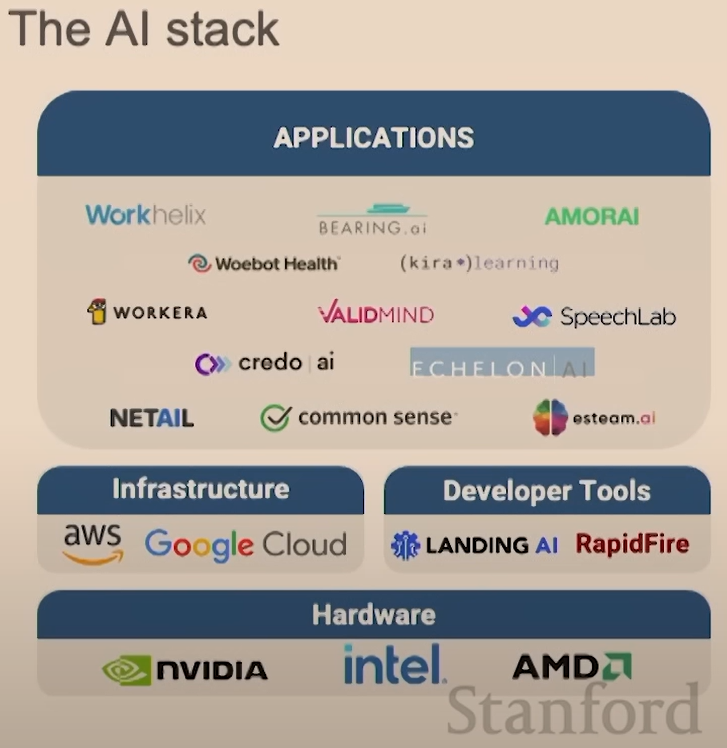 The AI stack
APPLICATIONS
Workhelix BEARING.ai AMORAI
Woebot Health (kira•)learning
WORKERA VALIDMIND SpeechLab
credo | ai ECHELON | AI
NETAIL common sense esteam.ai
Infrastructure Developer Tools
aws Google Cloud LANDING AI RapidFire
Hardware
NVIDIA intel. AMD
Stanford